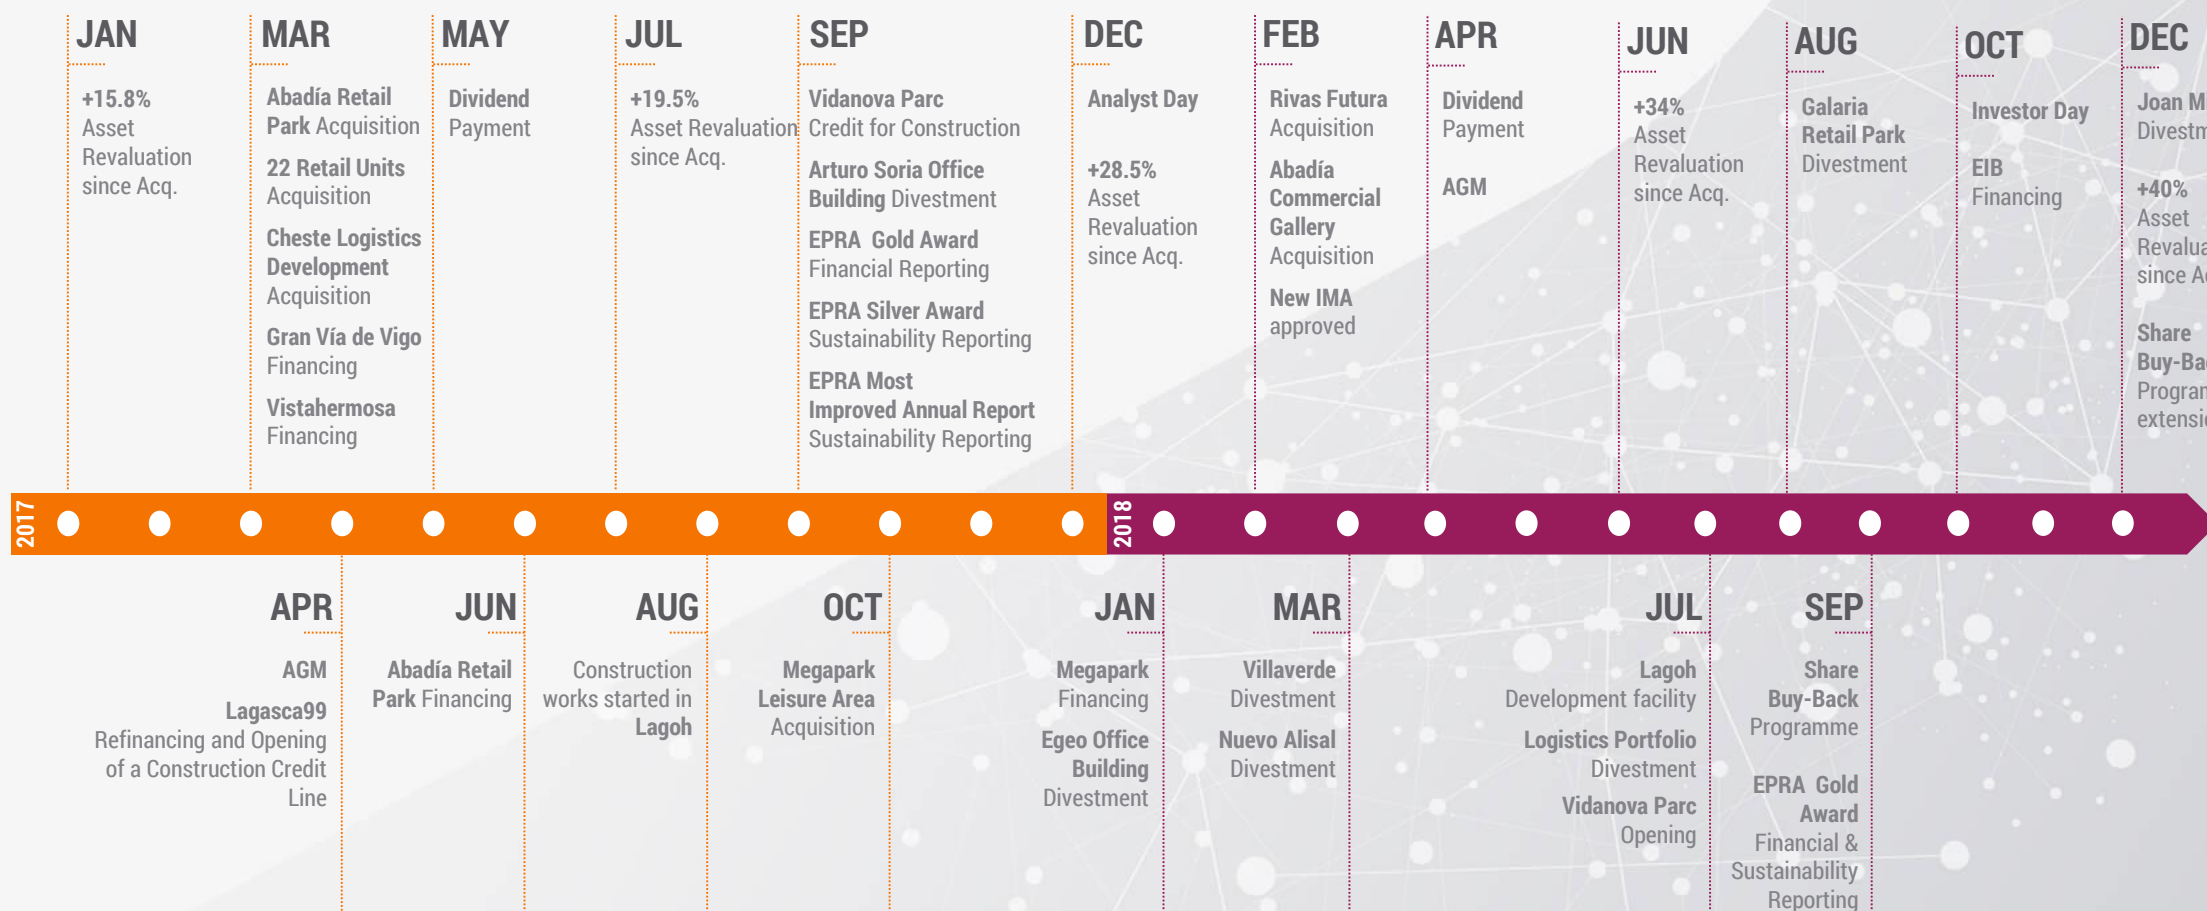 JAN
+15.8%
Asset
Revaluation
since Acq.
MAR
Abadía Retail
Park Acquisition
22 Retail Units
Acquisition
Cheste Logistics
Development
Acquisition
Gran Vía de Vigo
Financing
Vistahermosa
Financing
MAY
Dividend
Payment
JUL
+19.5%
Asset Revaluation
since Acq.
SEP
Vidanova Parc
Credit for Construction
Arturo Soria Office
Building Divestment
EPRA Gold Award
Financial Reporting
EPRA Silver Award
Sustainability Reporting
EPRA Most
Improved Annual Report
Sustainability Reporting
DEC
Analyst Day
+28.5%
Asset
Revaluation
since Acq.
FEB
Rivas Futura
Acquisition
Abadía
Commercial
Gallery
Acquisition
New IMA
approved
APR
Dividend
Payment
AGM
JUN
+34%
Asset
Revaluation
since Acq.
AUG
Galaria
Retail Park
Divestment
OCT
Investor Day
EIB
Financing
DEC
Joan
+40%
Asset
since
Share
2017
2018
APR
AGM
Lagasca99
Refinancing and Opening
of a Construction Credit
Line
JUN
Abadía Retail
Park Financing
AUG
Construction
works started in
Lagoh
OCT
Megapark
Leisure Area
Acquisition
JAN
Megapark
Financing
Egeo Office
Building
Divestment
MAR
Villaverde
Divestment
Nuevo Alisal
Divestment
JUL
Lagoh
Development facility
Logistics Portfolio
Divestment
Vidanova Parc
Opening
SEP
Share
Buy-Back
Programme
EPRA Gold
Award
Financial &
Sustainability
Reporting